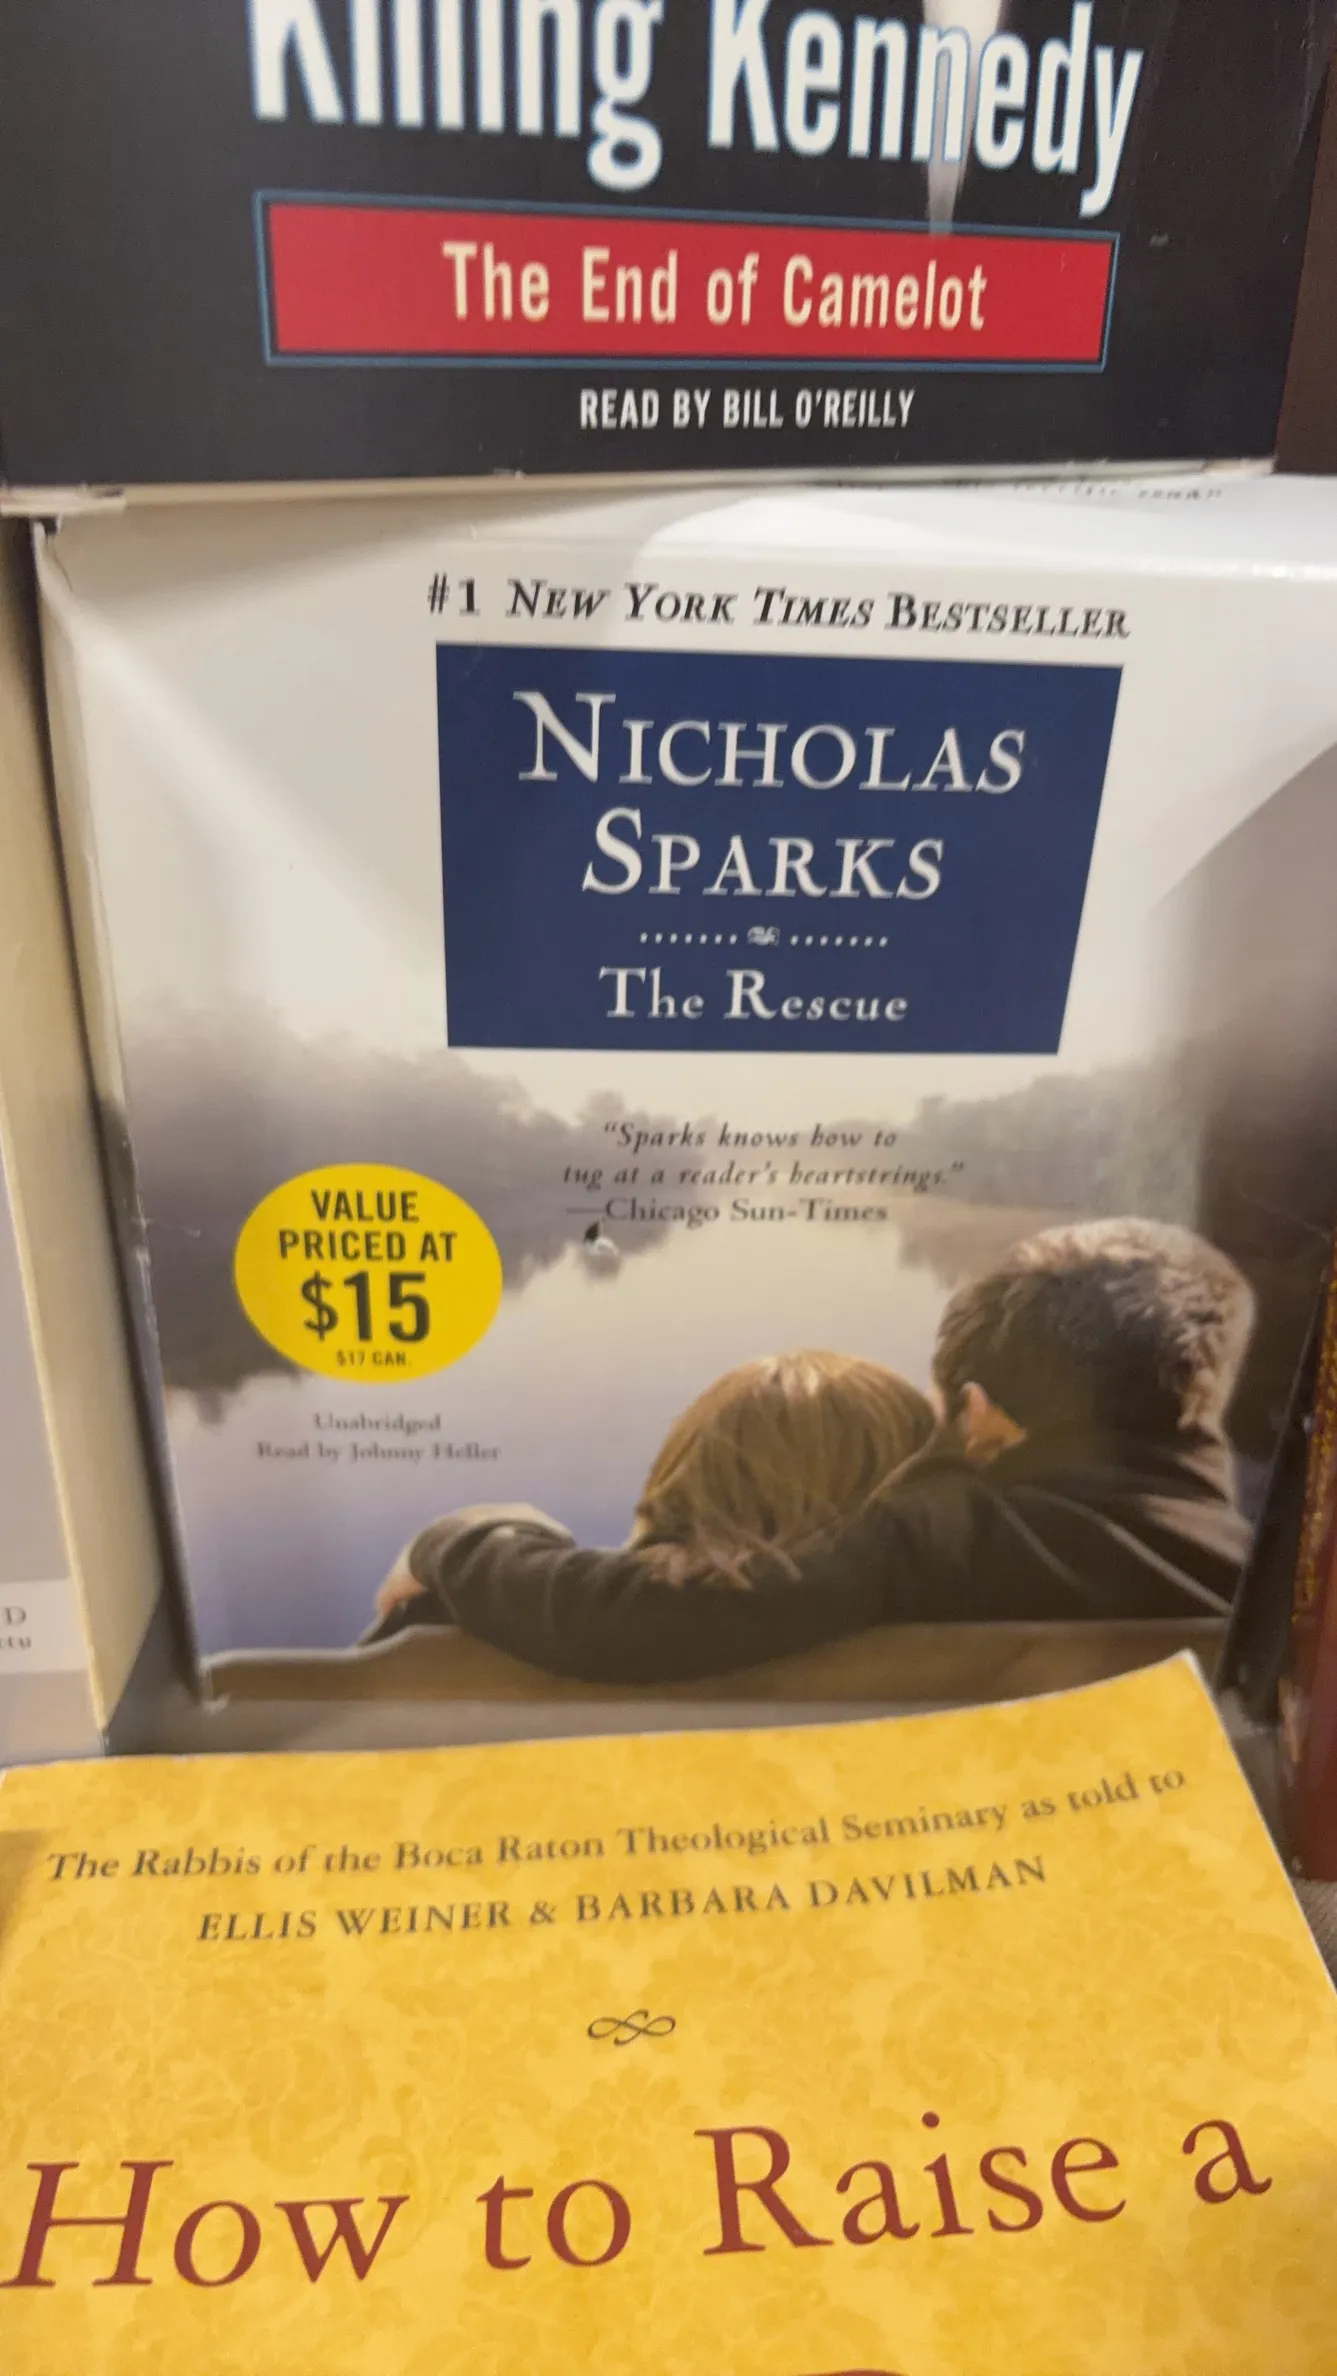 Killing Kennedy
The End of Camelot
READ BY BILL O'REILLY
#1 NEW YORK TIMES BESTSELLER
NICHOLAS
SPARKS
The Rescue
"Sparks knows how to
tug at a reader's heartstrings."
—Chicago Sun-Times
VALUE
PRICED AT
$15
$17 CAN.
Unabridged
Read by Johnny Heller
The Rabbis of the Boca Raton Theological Seminary as told to
ELLIS WEINER & BARBARA DAVILMAN
How to Raise a